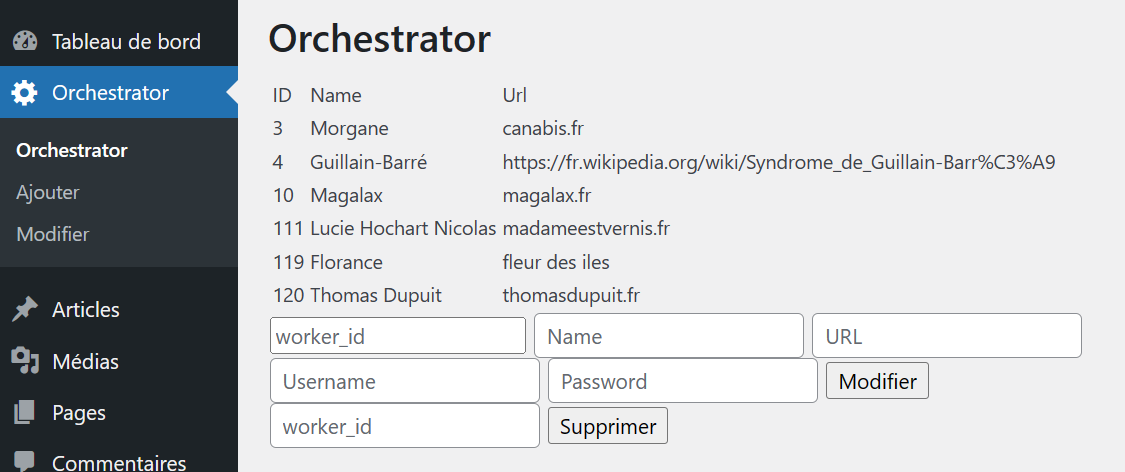 Tableau de bord
Orchestrator
Orchestrator
Ajouter
Modifier
Articles
Médias
Pages
Commentaires
Orchestrator
ID Name Url
3 Morgane canabis.fr
4 Guillain-Barré https://fr.wikipedia.org/wiki/Syndrome_de_Guillain-Barr%C3%A9
10 Magalax magalax.fr
111 Lucie Hochart Nicolas madameestvernis.fr
119 Florance fleur des iles
120 Thomas Dupuit thomasdupuit.fr
worker_id Name URL
Username Password Modifier
worker_id Supprimer